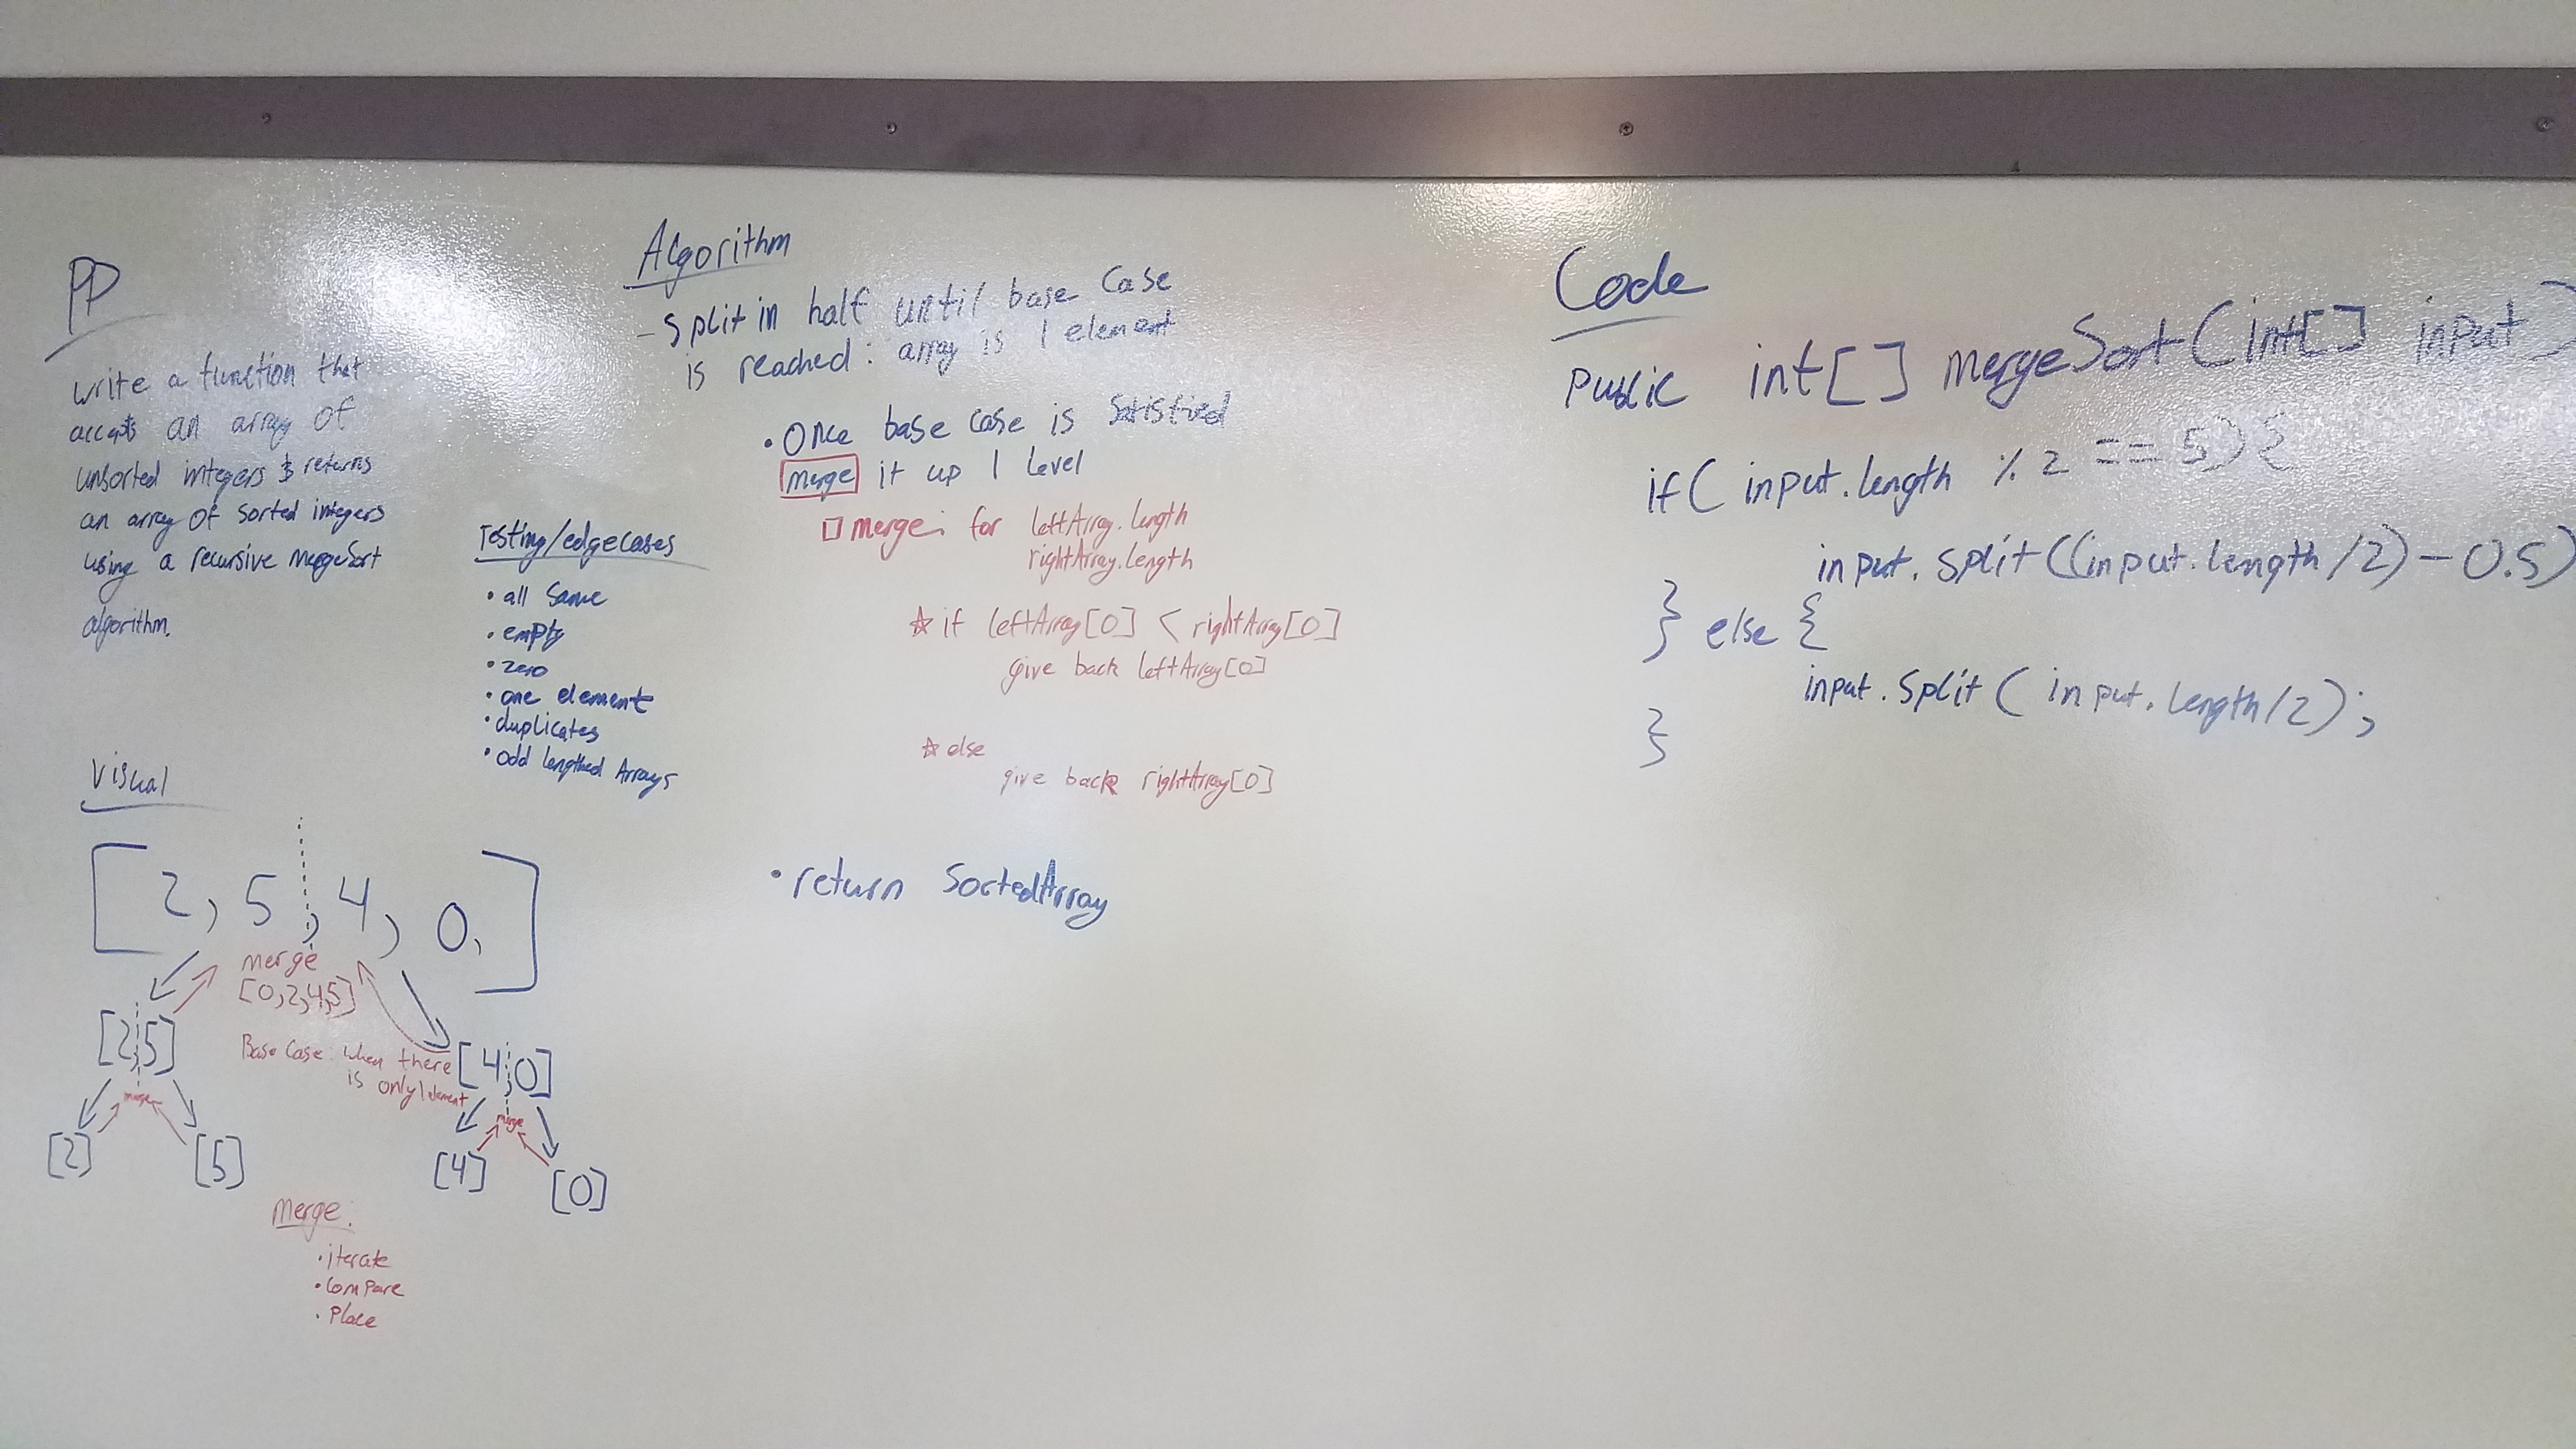 PP
write a function that
accepts an array of
unsorted integers & returns
an array of sorted integers
using a recursive mergeSort
algorithm.
Testing/edgecases
• all same
• empty
• zero
• one element
• duplicates
• odd lengthed Arrays
Visual
[2, 5, 4, 0,]
merge
[0,2,4,5]
[2,5]
Base Case: when there
is only 1 element
[4,0]
merge
merge
[2]
[5]
[4]
[0]
merge:
• iterate
• compare
• Place
Algorithm
- Split in half until base case
is reached: array is 1 element
• Once base case is satisfied
merge it up 1 level
□ merge: for leftArray.length
rightArray.length
☆ if leftArray[0] < rightArray[0]
give back leftArray[0]
☆ else
give back rightArray[0]
• return SortedArray
Code
Public int[] mergeSort(int[] input)
if( input.length % 2 == 5){
input.split((input.length/2)-0.5)
} else {
input.split( input.length/2);
}